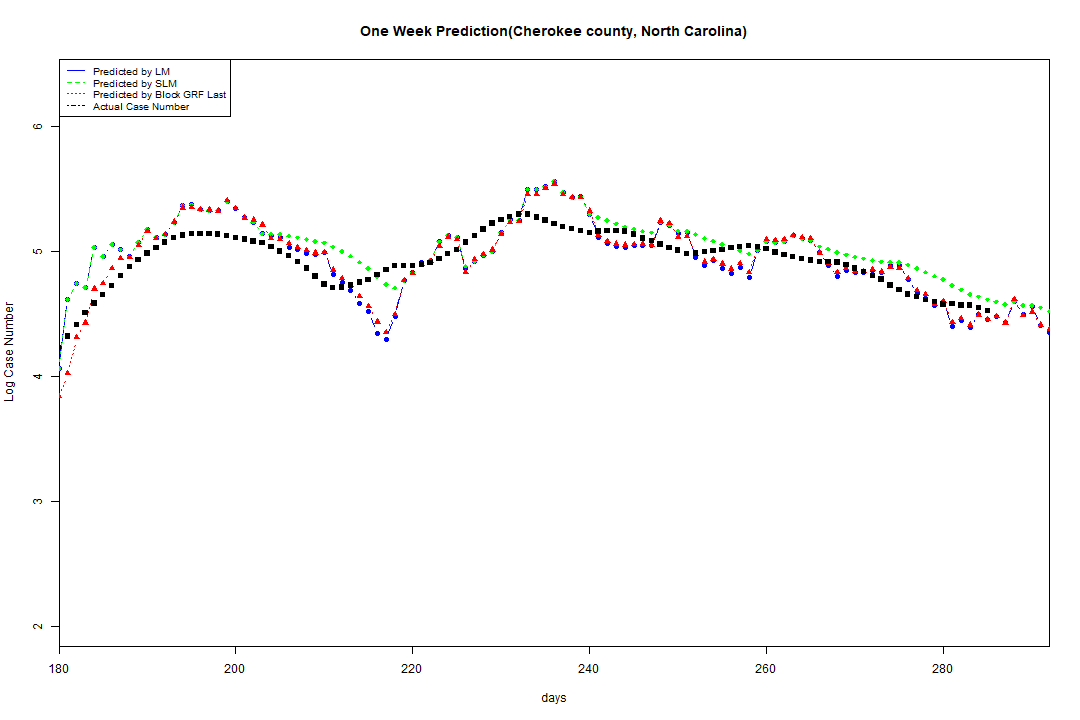 One Week Prediction(Cherokee county, North Carolina)
Predicted by LM
Predicted by SLM
Predicted by Block GRF Last
Actual Case Number
6
5
4
3
2
Log Case Number
180
200
220
240
260
280
days